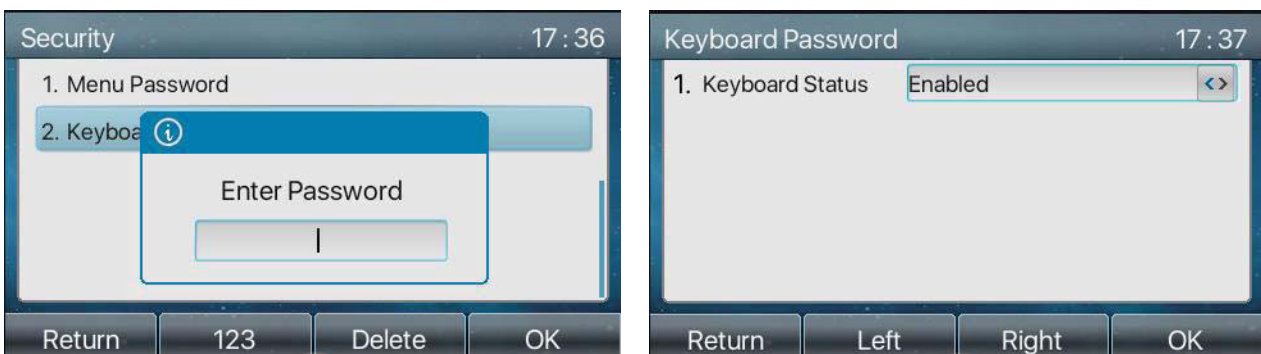 Security 17:36
1. Menu Password
2. Keyboa
Enter Password
Return 123 Delete OK
Keyboard Password 17:37
1. Keyboard Status Enabled <>
Return Left Right OK